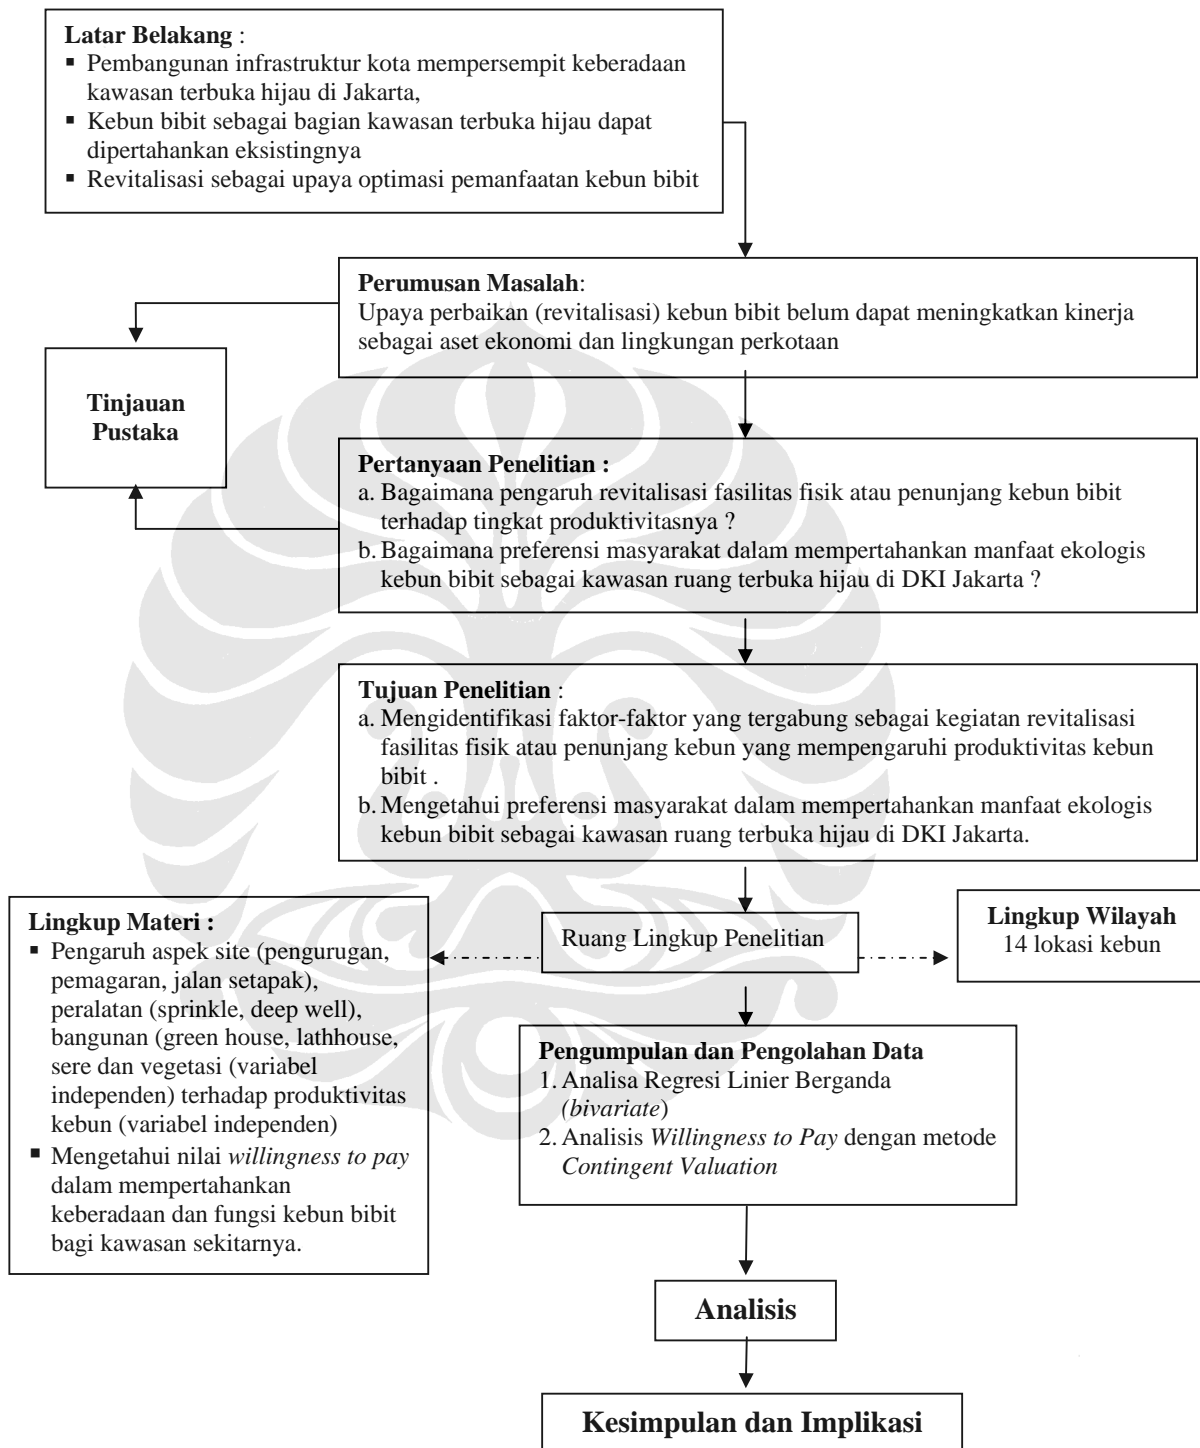 Latar Belakang :
▪ Pembangunan infrastruktur kota mempersempit keberadaan
kawasan terbuka hijau di Jakarta,
▪ Kebun bibit sebagai bagian kawasan terbuka hijau dapat
dipertahankan eksistingnya
▪ Revitalisasi sebagai upaya optimasi pemanfaatan kebun bibit
Perumusan Masalah:
Upaya perbaikan (revitalisasi) kebun bibit belum dapat meningkatkan kinerja
sebagai aset ekonomi dan lingkungan perkotaan
Tinjauan
Pustaka
Pertanyaan Penelitian :
a. Bagaimana pengaruh revitalisasi fasilitas fisik atau penunjang kebun bibit
terhadap tingkat produktivitasnya ?
b. Bagaimana preferensi masyarakat dalam mempertahankan manfaat ekologis
kebun bibit sebagai kawasan ruang terbuka hijau di DKI Jakarta ?
Tujuan Penelitian :
a. Mengidentifikasi faktor-faktor yang tergabung sebagai kegiatan revitalisasi
fasilitas fisik atau penunjang kebun yang mempengaruhi produktivitas kebun
bibit .
b. Mengetahui preferensi masyarakat dalam mempertahankan manfaat ekologis
kebun bibit sebagai kawasan ruang terbuka hijau di DKI Jakarta.
Lingkup Materi :
▪ Pengaruh aspek site (pengurugan,
pemagaran, jalan setapak),
peralatan (sprinkle, deep well),
bangunan (green house, lathhouse,
sere dan vegetasi (variabel
independen) terhadap produktivitas
kebun (variabel independen)
▪ Mengetahui nilai willingness to pay
dalam mempertahankan
keberadaan dan fungsi kebun bibit
bagi kawasan sekitarnya.
Ruang Lingkup Penelitian
Lingkup Wilayah
14 lokasi kebun
Pengumpulan dan Pengolahan Data
1. Analisa Regresi Linier Berganda
(bivariate)
2. Analisis Willingness to Pay dengan metode
Contingent Valuation
Analisis
Kesimpulan dan Implikasi